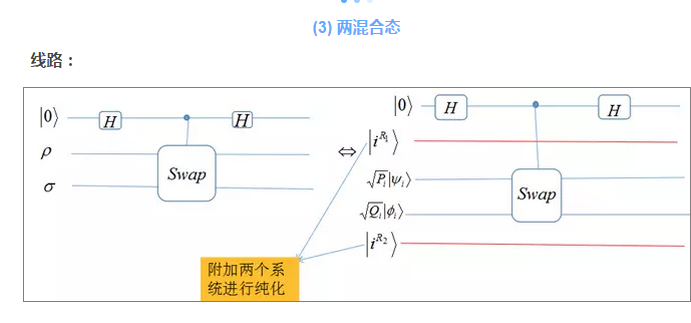 (3) 两混合态
线路：
|0⟩ H H
ρ
Swap
σ
⇔
|0⟩ H H
|i^{R_1}⟩
√P_i|ψ_i⟩
Swap
√Q_i|ϕ_i⟩
|i^{R_2}⟩
附加两个系
统进行纯化